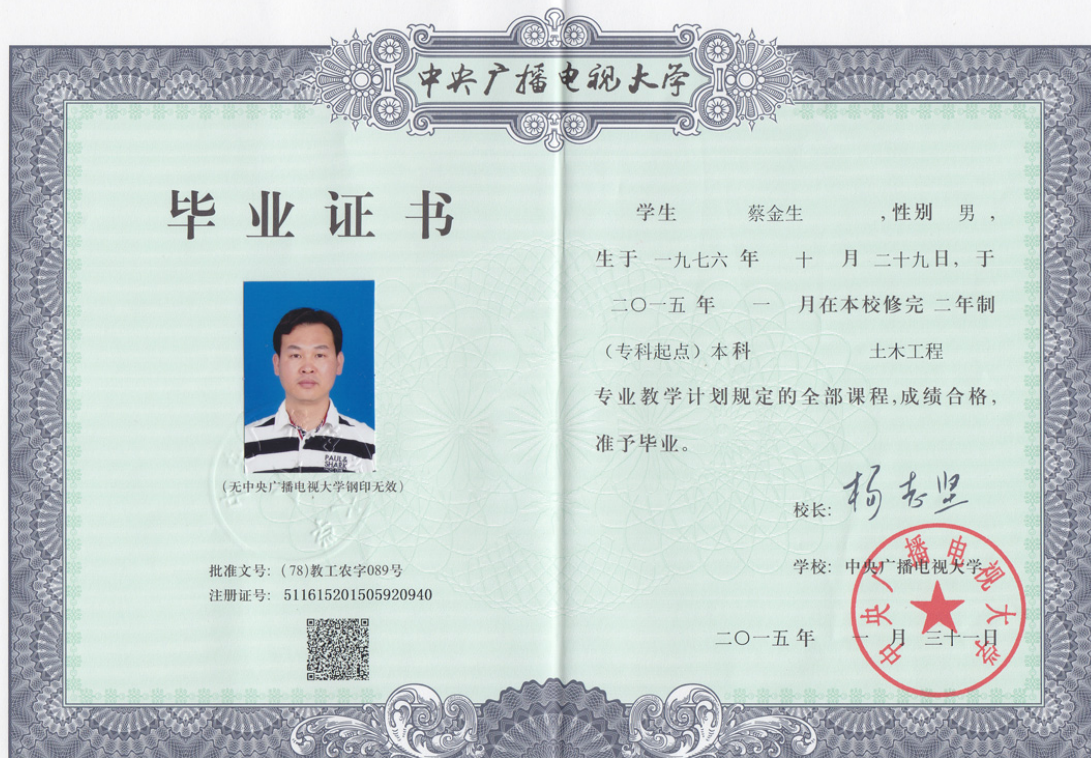 中央广播电视大学
毕业证书
PAUL&
SHARK
(无中央广播电视大学钢印无效)
批准文号: (78)教工农字089号
注册证号: 511615201505920940
学生 蔡金生 ,性别 男 ,
生于 一九七六 年 十 月 二十九日, 于
二〇一五 年 一 月在本校修完 二年制
(专科起点) 本科 土木工程
专业教学计划规定的全部课程,成绩合格,
准予毕业。
校长: 杨志坚
学校: 中央广播电视大学
二〇一五 年 一 月 三十一日
中央广播电视大学